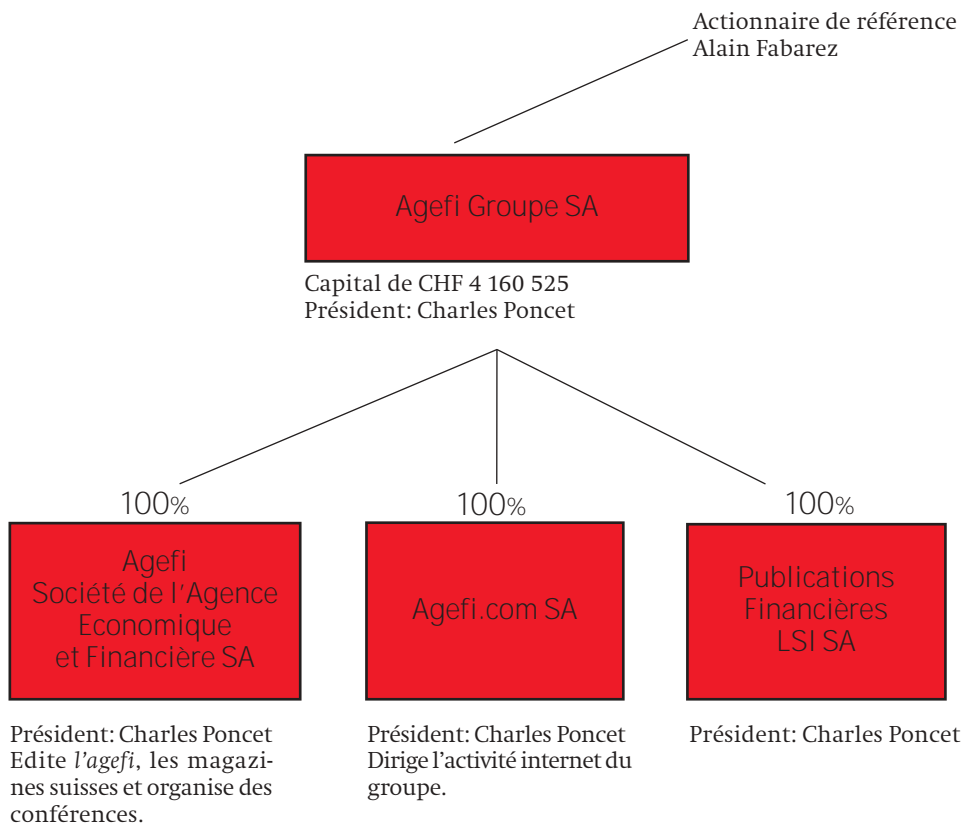 Actionnaire de référence
Alain Fabarez
Agefi Groupe SA
Capital de CHF 4 160 525
Président: Charles Poncet
100%
Agefi
Société de l'Agence
Economique
et Financière SA
Président: Charles Poncet
Edite l'agefi, les magazi-
nes suisses et organise des
conférences.
100%
Agefi.com SA
Président: Charles Poncet
Dirige l'activité internet du
groupe.
100%
Publications
Financières
LSI SA
Président: Charles Poncet